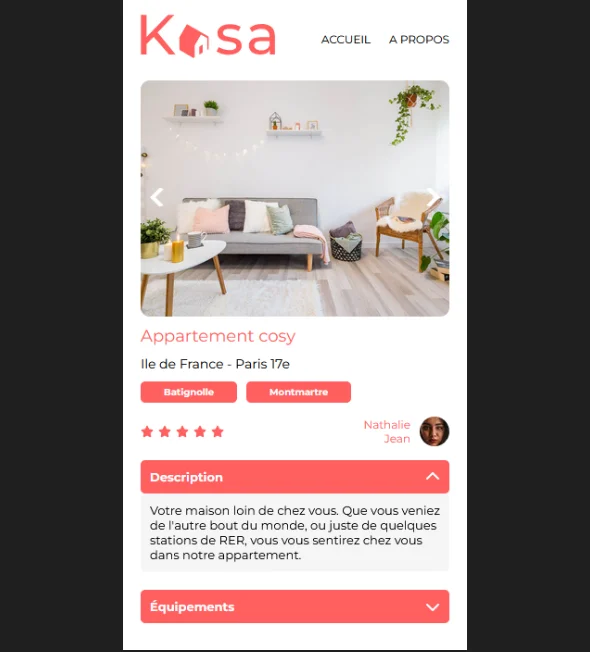 Kasa
ACCUEIL A PROPOS
Appartement cosy
Ile de France - Paris 17e
Batignolle Montmartre
Nathalie
Jean
Description
Votre maison loin de chez vous. Que vous veniez
de l'autre bout du monde, ou juste de quelques
stations de RER, vous vous sentirez chez vous
dans notre appartement.
Équipements